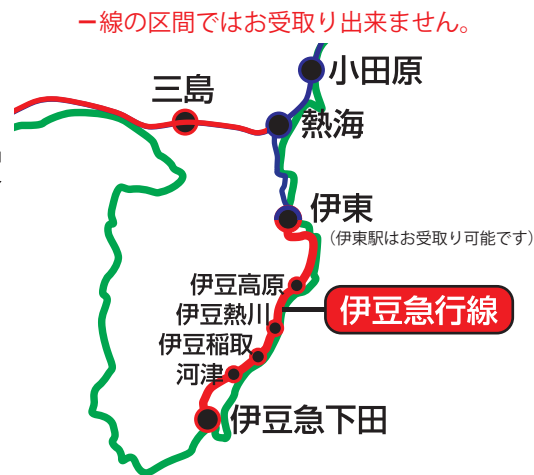 ー線の区間ではお受取り出来ません。
小田原
三島
熱海
伊東
(伊東駅はお受取り可能です)
伊豆高原
伊豆急行線
伊豆熱川
伊豆稲取
河津
伊豆急下田